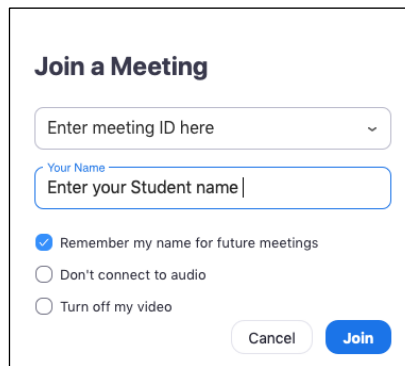 Join a Meeting
Enter meeting ID here
Your Name
Enter your Student name
Remember my name for future meetings
Don't connect to audio
Turn off my video
Cancel Join